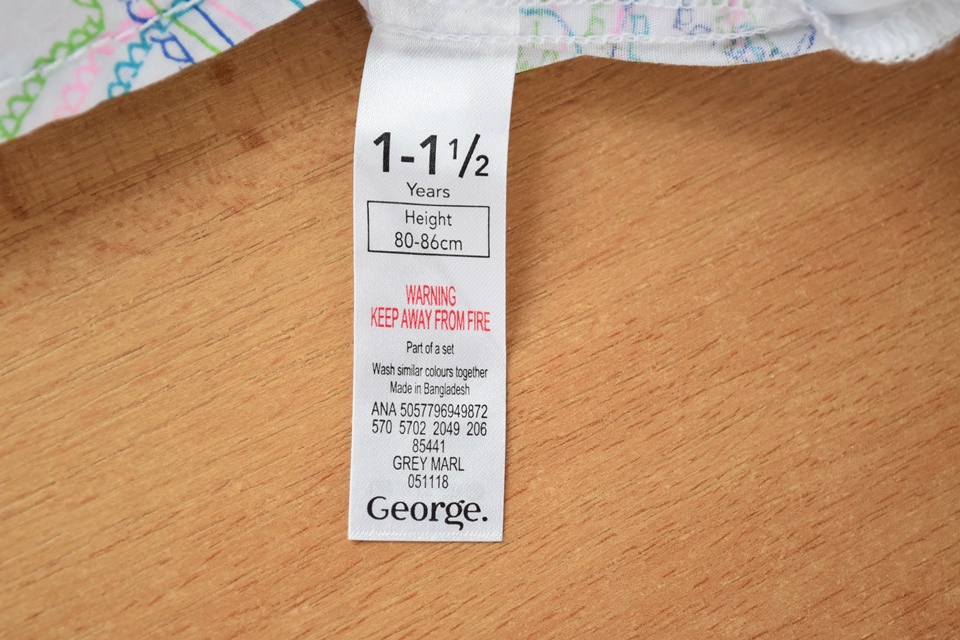 1-1½
Years
Height
80-86cm
WARNING
KEEP AWAY FROM FIRE
Part of a set
Wash similar colours together
Made in Bangladesh
ANA 5057796949872
570 5702 2049 206
85441
GREY MARL
051118
George.